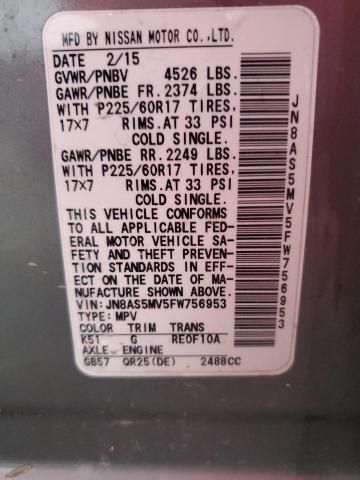 MFD BY NISSAN MOTOR CO.,LTD.
DATE 2/15
GVWR/PNBV 4526 LBS.
GAWR/PNBE FR. 2374 LBS.
WITH P225/60R17 TIRES,
17×7 RIMS.AT 33 PSI
COLD SINGLE.
GAWR/PNBE RR. 2249 LBS.
WITH P225/60R17 TIRES,
17×7 RIMS.AT 33 PSI
COLD SINGLE.
THIS VEHICLE CONFORMS
TO ALL APPLICABLE FED-
ERAL MOTOR VEHICLE SA-
FETY AND THEFT PREVEN-
TION STANDARDS IN EFF-
ECT ON THE DATE OF MA-
NUFACTURE SHOWN ABOVE.
VIN: JN8AS5MV5FW756953
TYPE: MPV
COLOR TRIM TRANS
K51 G RE0F10A
AXLE ENGINE
GB57 QR25(DE) 2488CC
JN8AS5MV5FW756953